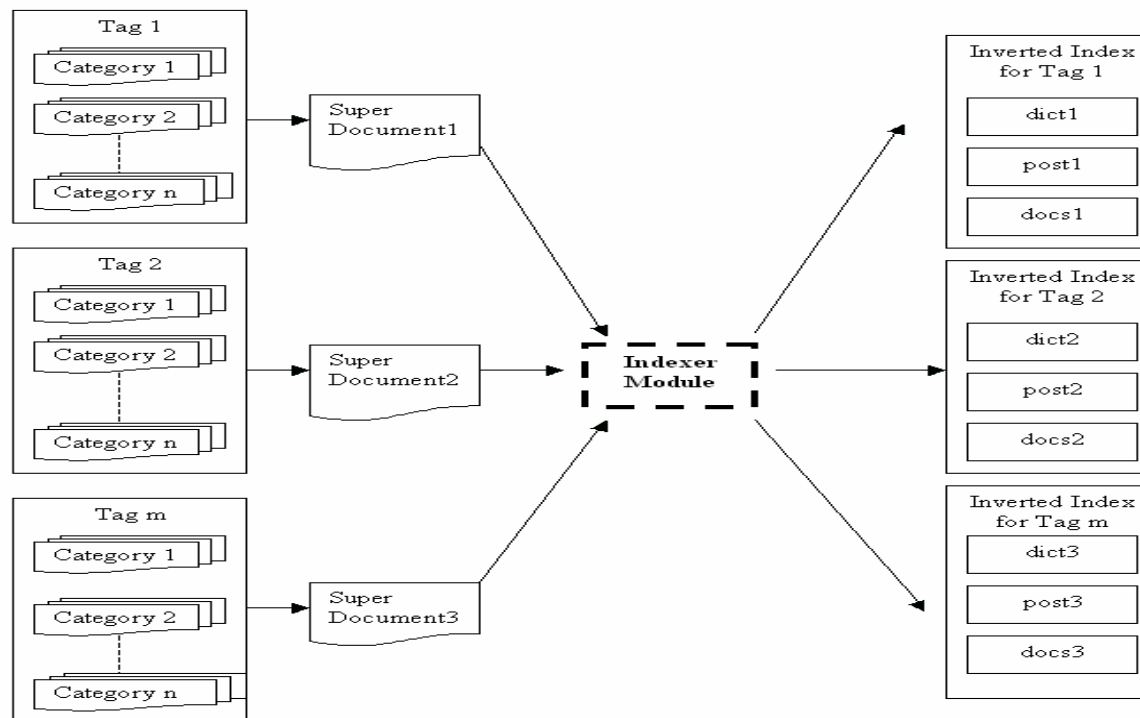 Tag 1
Category 1
Category 2
Category n
Super
Document1
Inverted Index
for Tag 1
dict1
post1
docs1
Tag 2
Category 1
Category 2
Category n
Super
Document2
Indexer
Module
Inverted Index
for Tag 2
dict2
post2
docs2
Tag m
Category 1
Category 2
Category n
Super
Document3
Inverted Index
for Tag m
dict3
post3
docs3